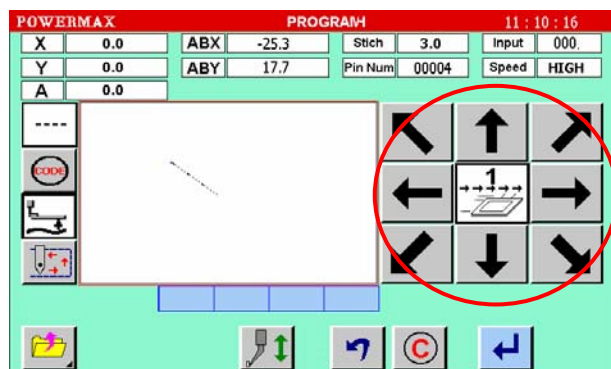 POWERMAX PROGRAM 11 : 10 : 16
X 0.0 ABX -25.3 Stich 3.0 Input 000.
Y 0.0 ABY 17.7 Pin Num 00004 Speed HIGH
A 0.0
----
CODE
1
C